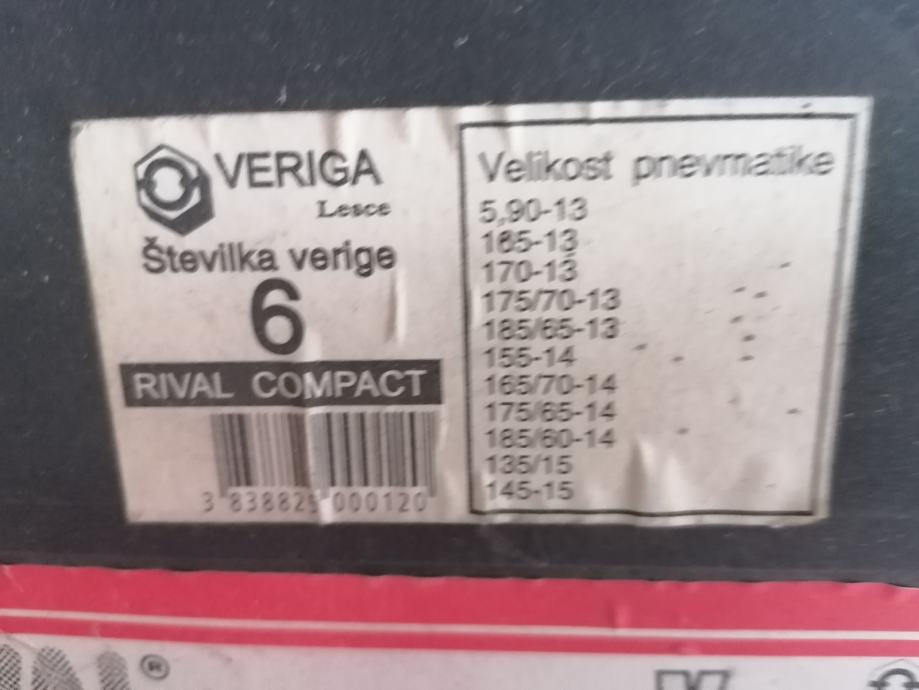 VERIGA
Lesce
Številka verige
6
RIVAL COMPACT
3 838825 000120
Velikost pnevmatike
5,90-13
165-13
170-13
175/70-13
185/65-13
155-14
165/70-14
175/65-14
185/60-14
135/15
145-15
®